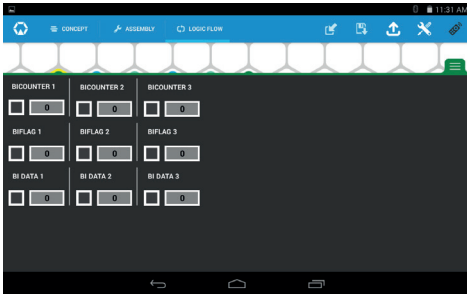 11:31 AM
CONCEPT ASSEMBLY LOGIC FLOW
BICOUNTER 1 BICOUNTER 2 BICOUNTER 3
0 0 0
BIFLAG 1 BIFLAG 2 BIFLAG 3
0 0 0
BI DATA 1 BI DATA 2 BI DATA 3
0 0 0